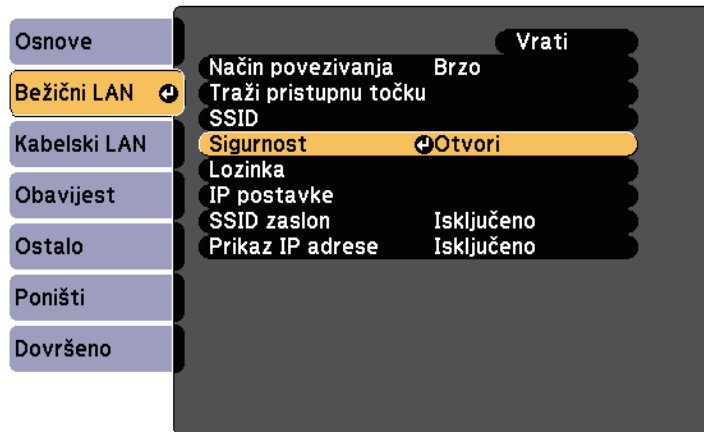 Osnove
Bežični LAN
Kabelski LAN
Obavijest
Ostalo
Poništi
Dovršeno
Vrati
Način povezivanja Brzo
Traži pristupnu točku
SSID
Sigurnost Otvori
Lozinka
IP postavke
SSID zaslon Isključeno
Prikaz IP adrese Isključeno